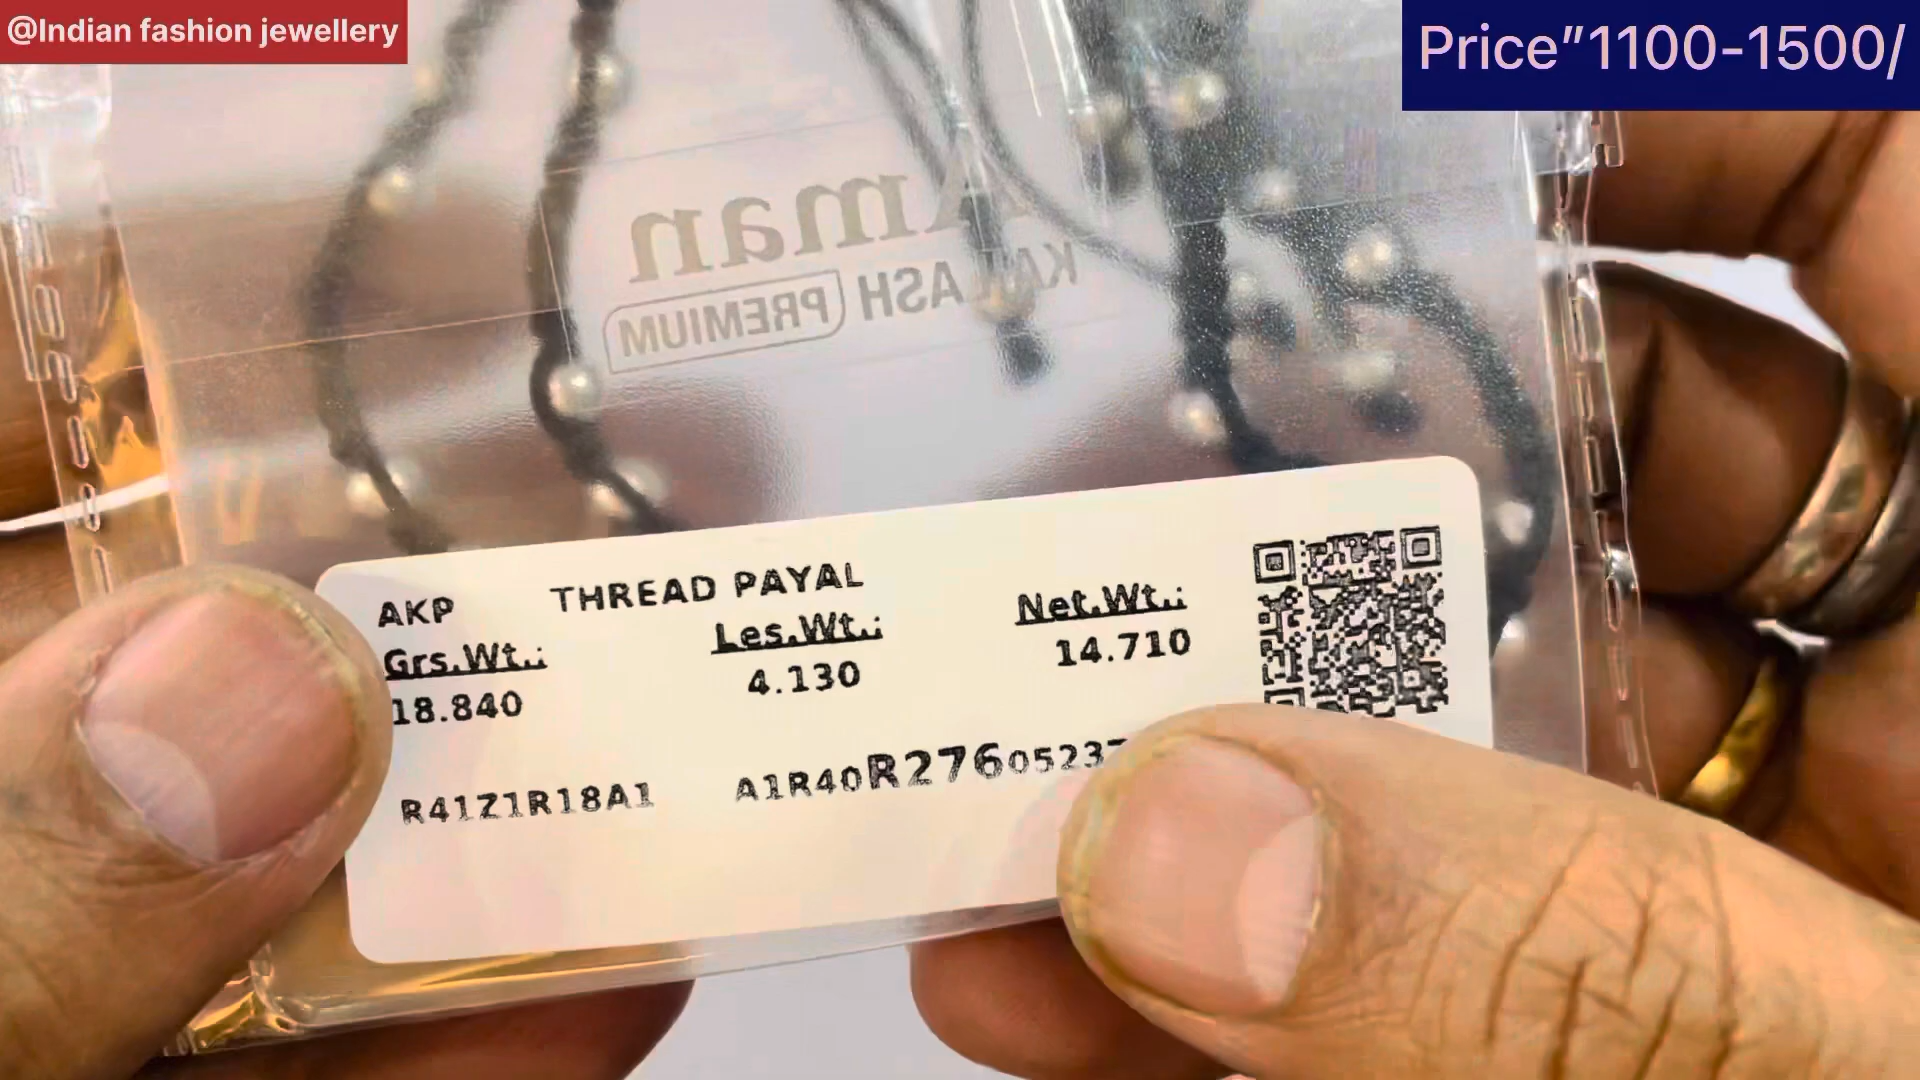 @Indian fashion jewellery
Price"1100-1500/
Aman
KAILASH PREMIUM
AKP THREAD PAYAL
Grs.Wt.: Les.Wt.: Net.Wt.:
18.840 4.130 14.710
R41Z1R18A1 A1R40R27605237